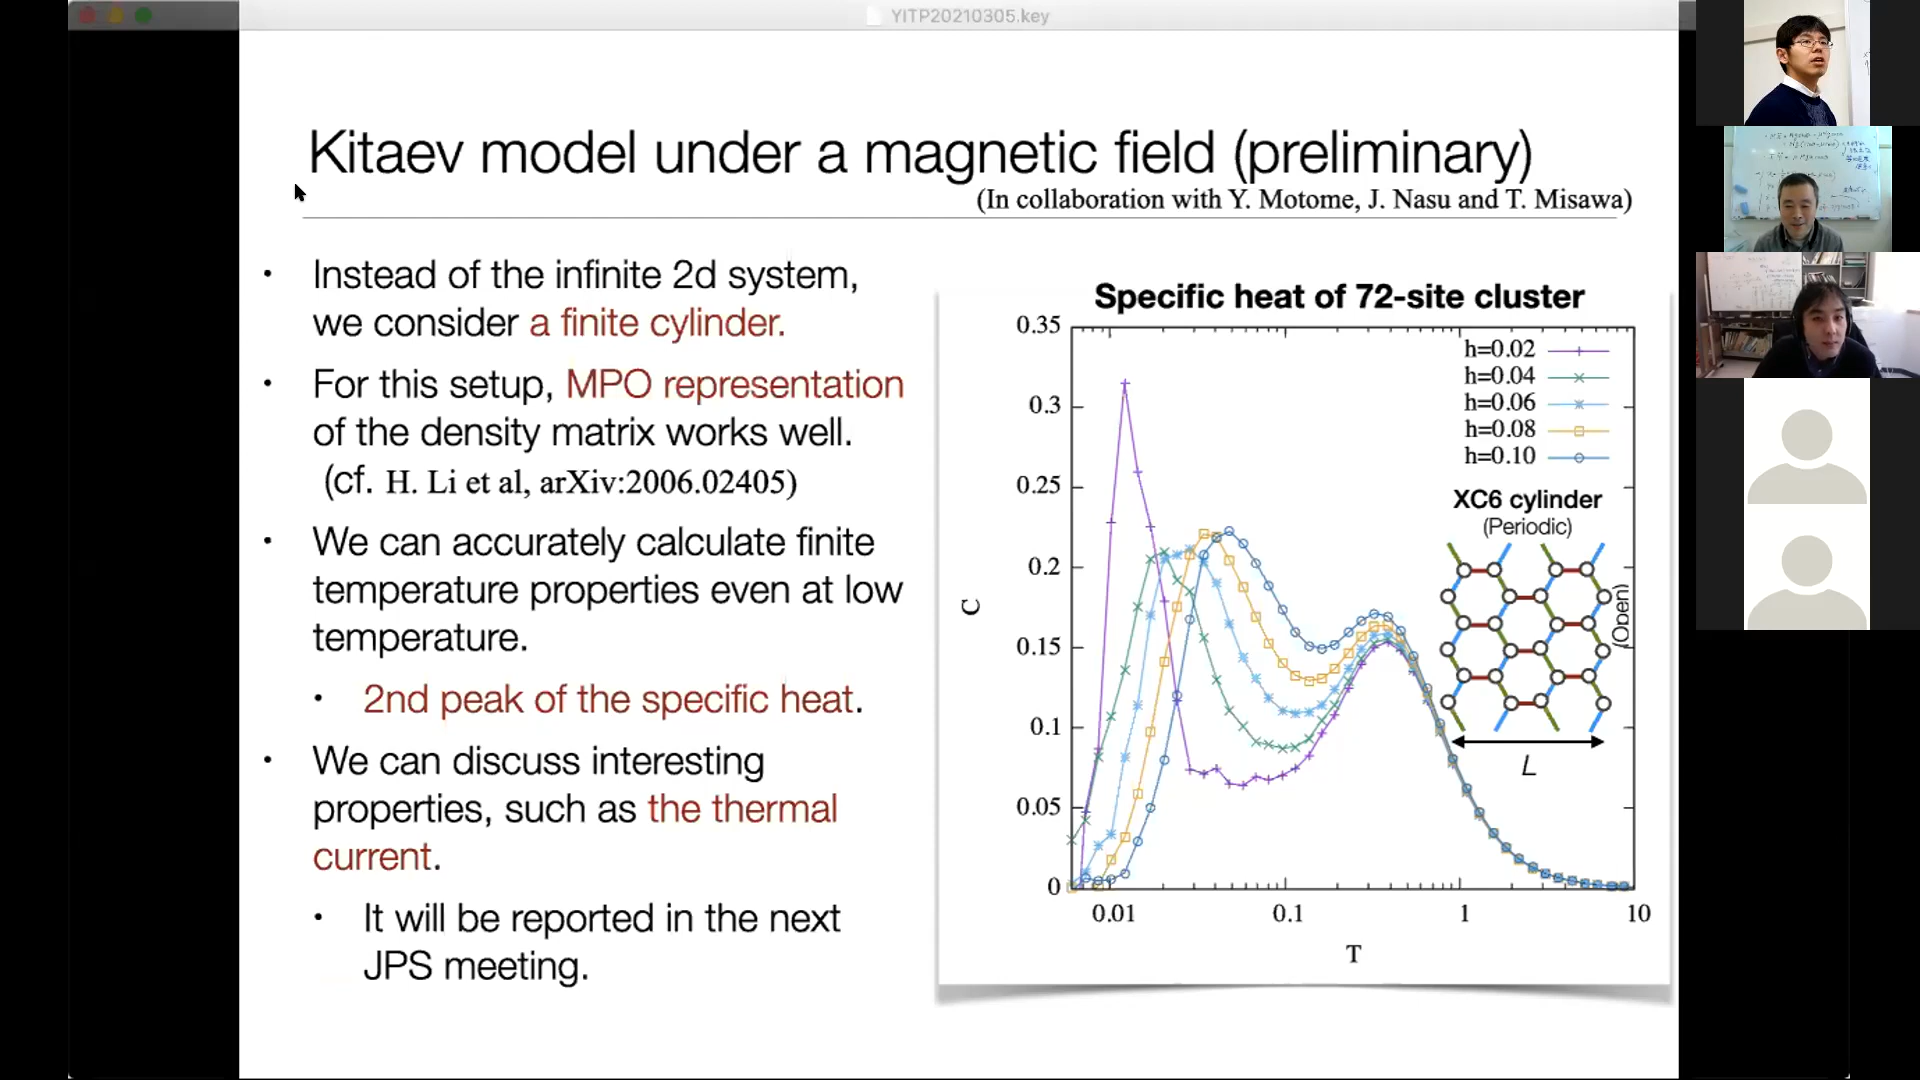 YITP20210305.key
Kitaev model under a magnetic field (preliminary)
(In collaboration with Y. Motome, J. Nasu and T. Misawa)
• Instead of the infinite 2d system,
we consider a finite cylinder.
• For this setup, MPO representation
of the density matrix works well.
(cf. H. Li et al, arXiv:2006.02405)
• We can accurately calculate finite
temperature properties even at low
temperature.
• 2nd peak of the specific heat.
• We can discuss interesting
properties, such as the thermal
current.
• It will be reported in the next
JPS meeting.
Specific heat of 72-site cluster
0.35
0.3
0.25
0.2
0.15
0.1
0.05
0
C
h=0.02
h=0.04
h=0.06
h=0.08
h=0.10
XC6 cylinder
(Periodic)
(Open)
L
0.01 0.1 1 10
T